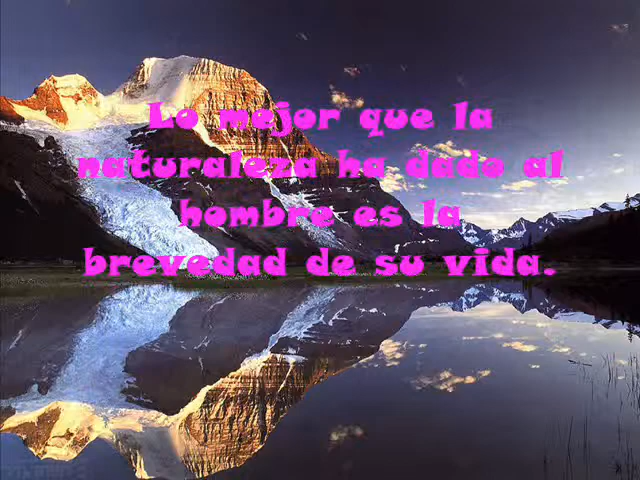 Lo mejor que la
naturaleza ha dado al
hombre es la
brevedad de su vida.